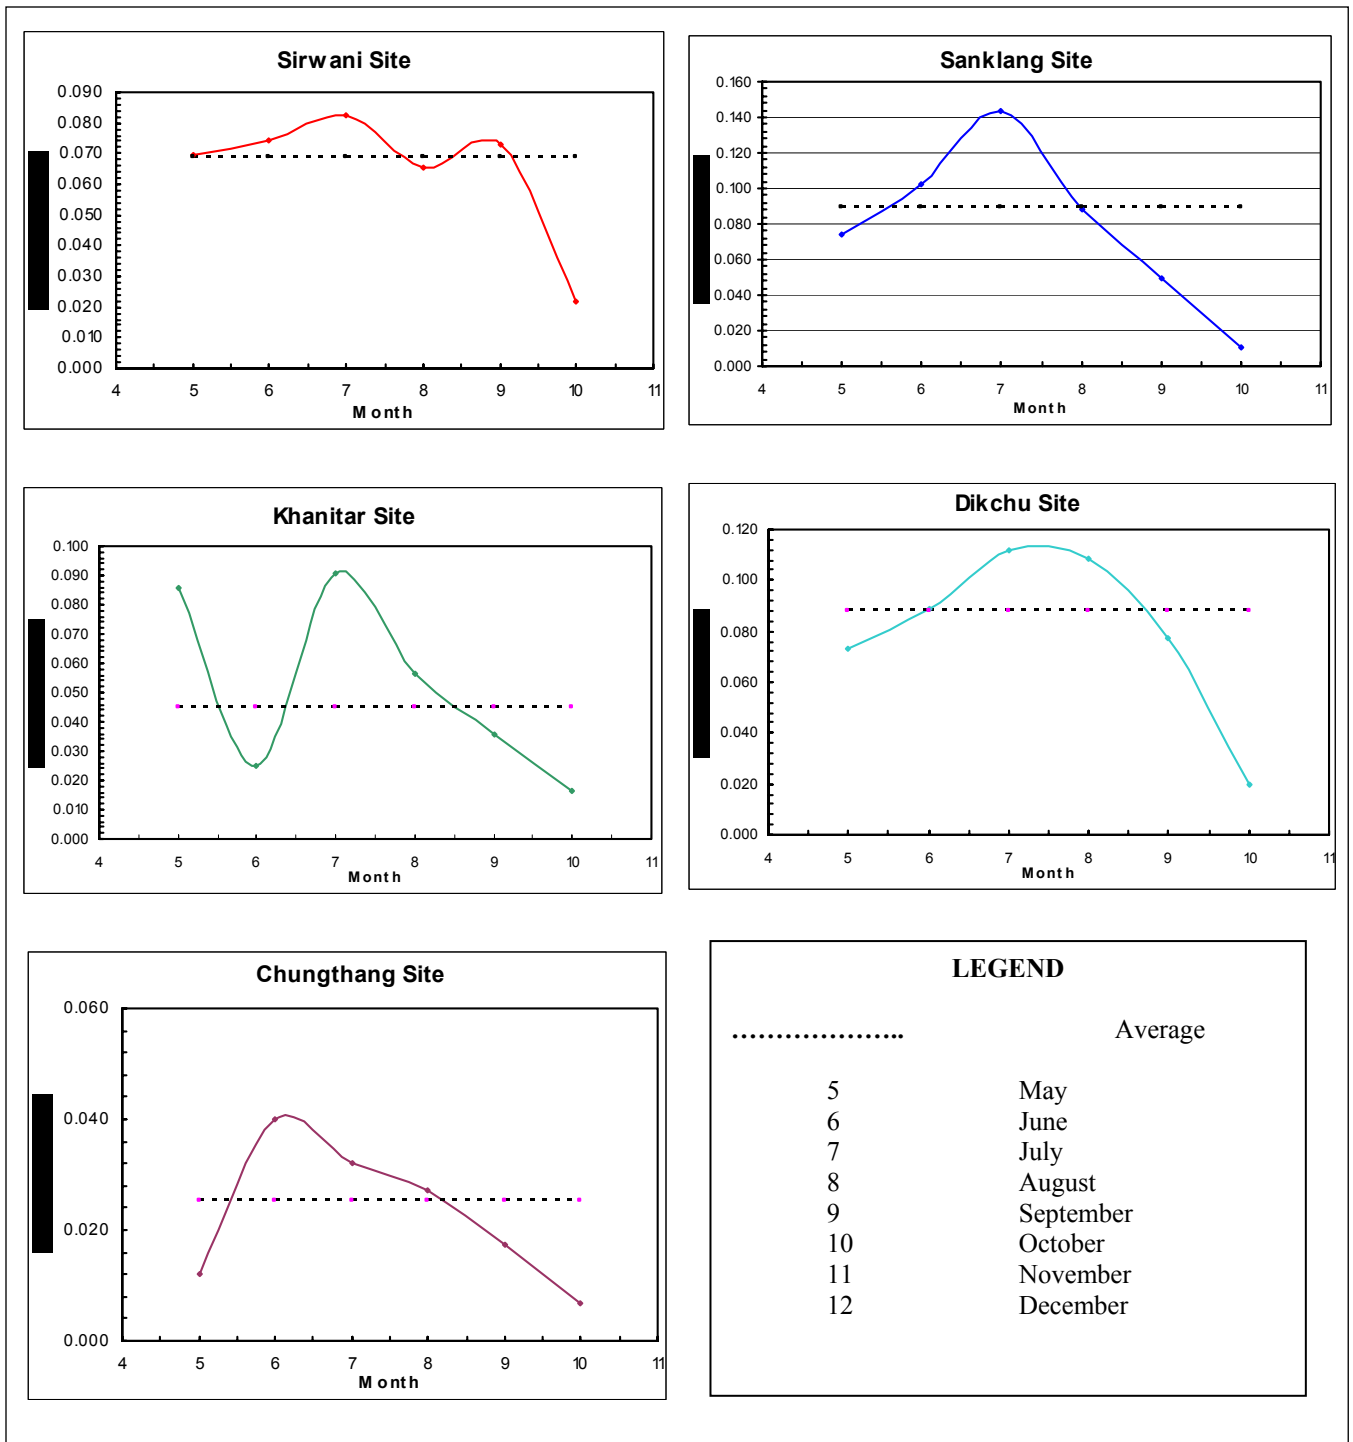 Sirwani Site
0.090
0.080
0.070
0.060
0.050
0.040
0.030
0.020
0.010
0.000
4 5 6 7 8 9 10 11
Month
Sanklang Site
0.160
0.140
0.120
0.100
0.080
0.060
0.040
0.020
0.000
4 5 6 7 8 9 10 11
Month
Khanitar Site
0.100
0.090
0.080
0.070
0.060
0.050
0.040
0.030
0.020
0.010
0.000
4 5 6 7 8 9 10 11
Month
Dikchu Site
0.120
0.100
0.080
0.060
0.040
0.020
0.000
4 5 6 7 8 9 10 11
Month
Chungthang Site
0.060
0.040
0.020
0.000
4 5 6 7 8 9 10 11
Month
LEGEND
........................ Average
5 May
6 June
7 July
8 August
9 September
10 October
11 November
12 December